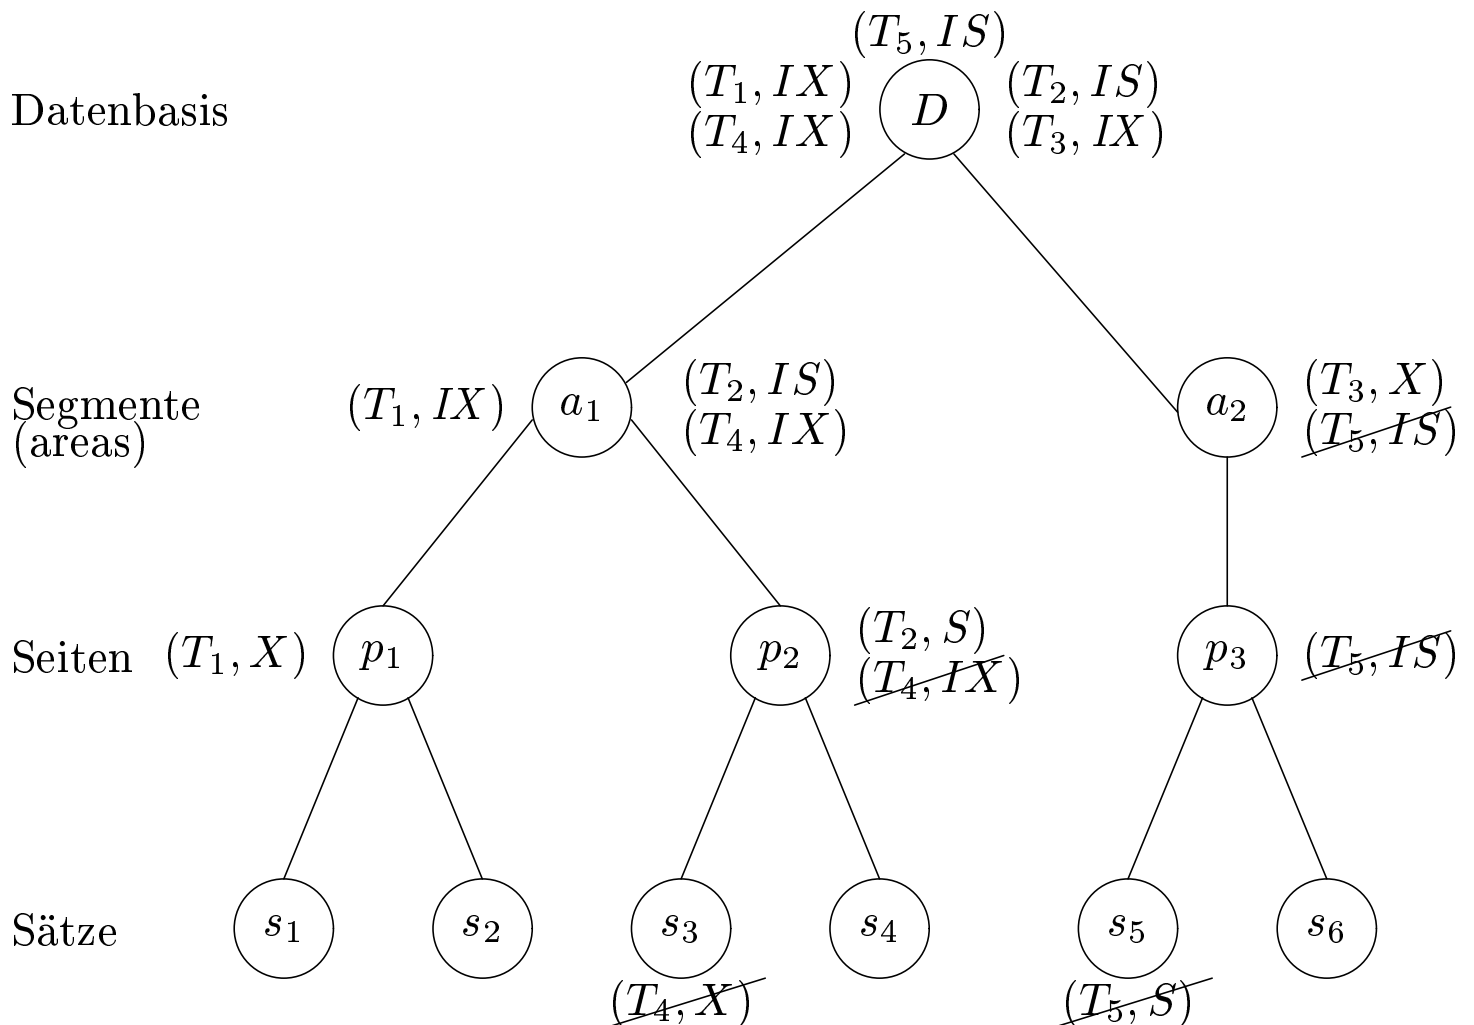 (T₅, IS)
(T₁, IX) (T₂, IS)
Datenbasis D
(T₄, IX) (T₃, IX)
Segmente (T₁, IX) a₁ (T₂, IS) a₂ (T₃, X)
(areas) (T₄, IX) (T₅, IS)
Seiten (T₁, X) p₁ p₂ (T₂, S) p₃ (T₅, IS)
(T₄, IX)
Sätze s₁ s₂ s₃ s₄ s₅ s₆
(T₄, X) (T₅, S)